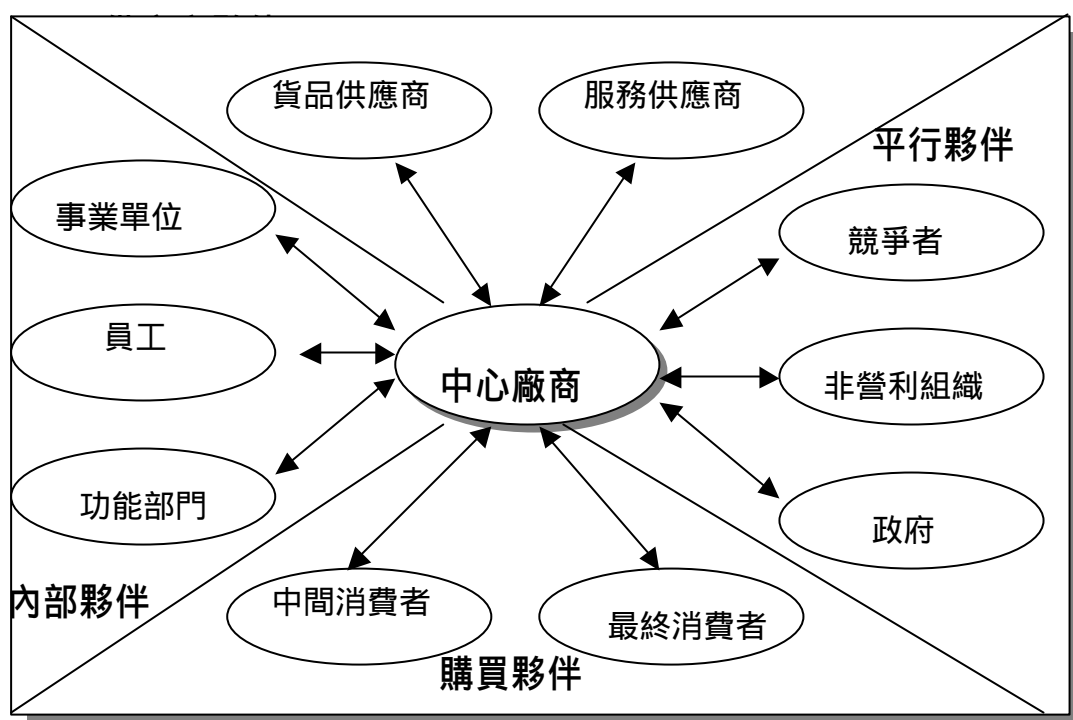 貨品供應商
服務供應商
平行夥伴
事業單位
競爭者
員工
中心廠商
非營利組織
功能部門
政府
內部夥伴
中間消費者
最終消費者
購買夥伴